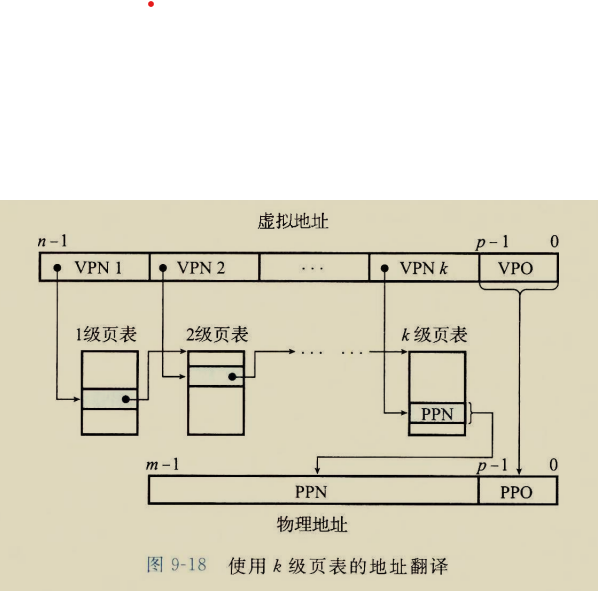 虚拟地址
n-1 p-1 0
VPN 1 VPN 2 ... VPN k VPO
1级页表 2级页表 ... ... k级页表
PPN
m-1 p-1 0
PPN PPO
物理地址
图 9-18 使用 k 级页表的地址翻译